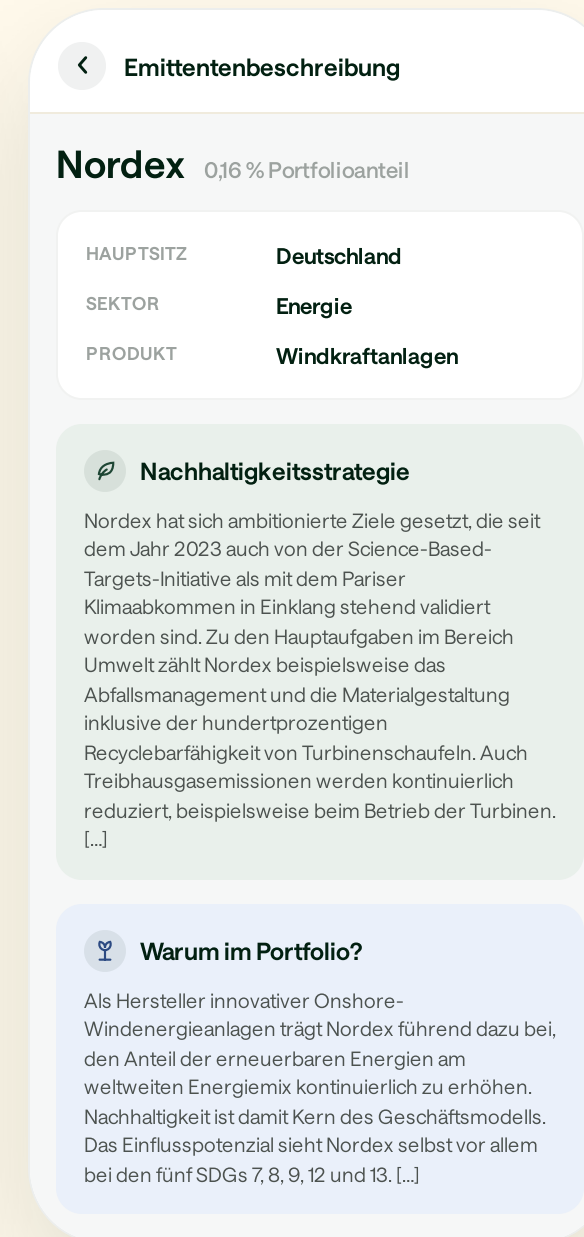 Emittentenbeschreibung
Nordex 0,16 % Portfolioanteil
HAUPTSITZ Deutschland
SEKTOR Energie
PRODUKT Windkraftanlagen
Nachhaltigkeitsstrategie
Nordex hat sich ambitionierte Ziele gesetzt, die seit
dem Jahr 2023 auch von der Science-Based-
Targets-Initiative als mit dem Pariser
Klimaabkommen in Einklang stehend validiert
worden sind. Zu den Hauptaufgaben im Bereich
Umwelt zählt Nordex beispielsweise das
Abfallsmanagement und die Materialgestaltung
inklusive der hundertprozentigen
Recyclebarfähigkeit von Turbinenschaufeln. Auch
Treibhausgasemissionen werden kontinuierlich
reduziert, beispielsweise beim Betrieb der Turbinen.
[...]
Warum im Portfolio?
Als Hersteller innovativer Onshore-
Windenergieanlagen trägt Nordex führend dazu bei,
den Anteil der erneuerbaren Energien am
weltweiten Energiemix kontinuierlich zu erhöhen.
Nachhaltigkeit ist damit Kern des Geschäftsmodells.
Das Einflusspotenzial sieht Nordex selbst vor allem
bei den fünf SDGs 7, 8, 9, 12 und 13. [...]